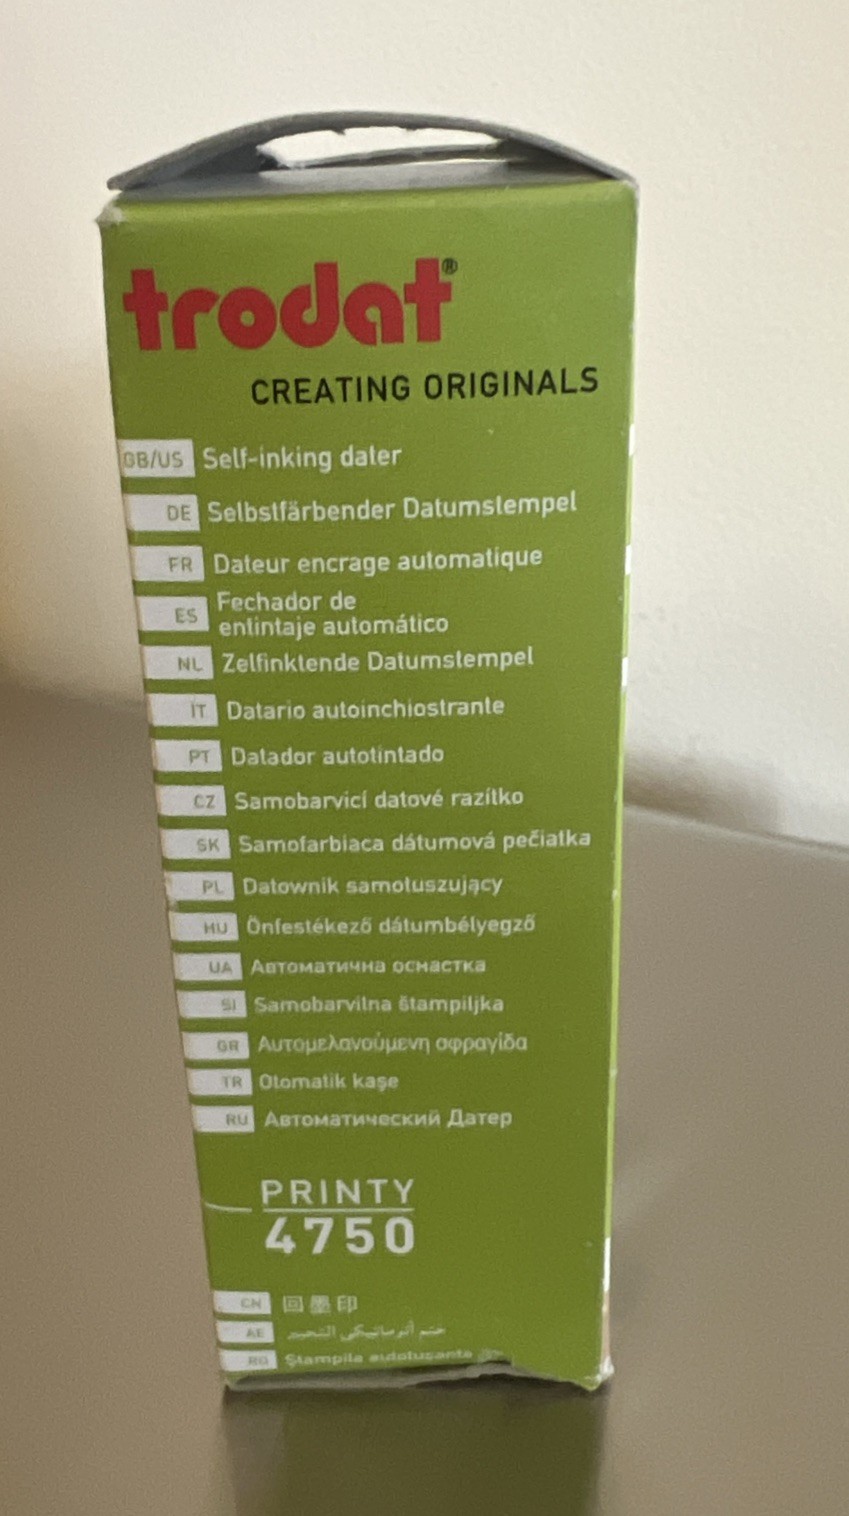 trodat®
CREATING ORIGINALS
GB/US Self-inking dater
DE Selbstfärbender Datumstempel
FR Dateur encrage automatique
ES Fechador de
entintaje automático
NL Zelfinktende Datumstempel
IT Datario autoinchiostrante
PT Datador autotintado
CZ Samobarvicí datové razítko
SK Samofarbiaca dátumová pečiatka
PL Datownik samotuszujący
HU Önfestékező dátumbélyegző
UA Автоматична оснастка
SI Samobarvilna štampiljka
GR Αυτομελανούμενη σφραγίδα
TR Otomatik kaşe
RU Автоматический Датер
PRINTY
4750
CN 回墨印
AE ختم أتوماتيكي
RO Ştampila autotuşanta